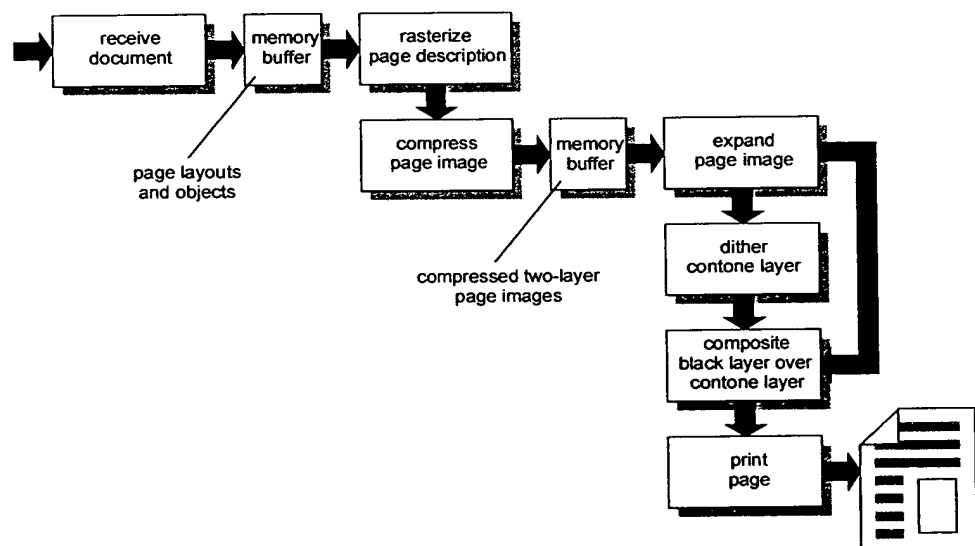 receive
document
memory
buffer
rasterize
page description
compress
page image
memory
buffer
expand
page image
page layouts
and objects
dither
contone layer
compressed two-layer
page images
composite
black layer over
contone layer
print
page